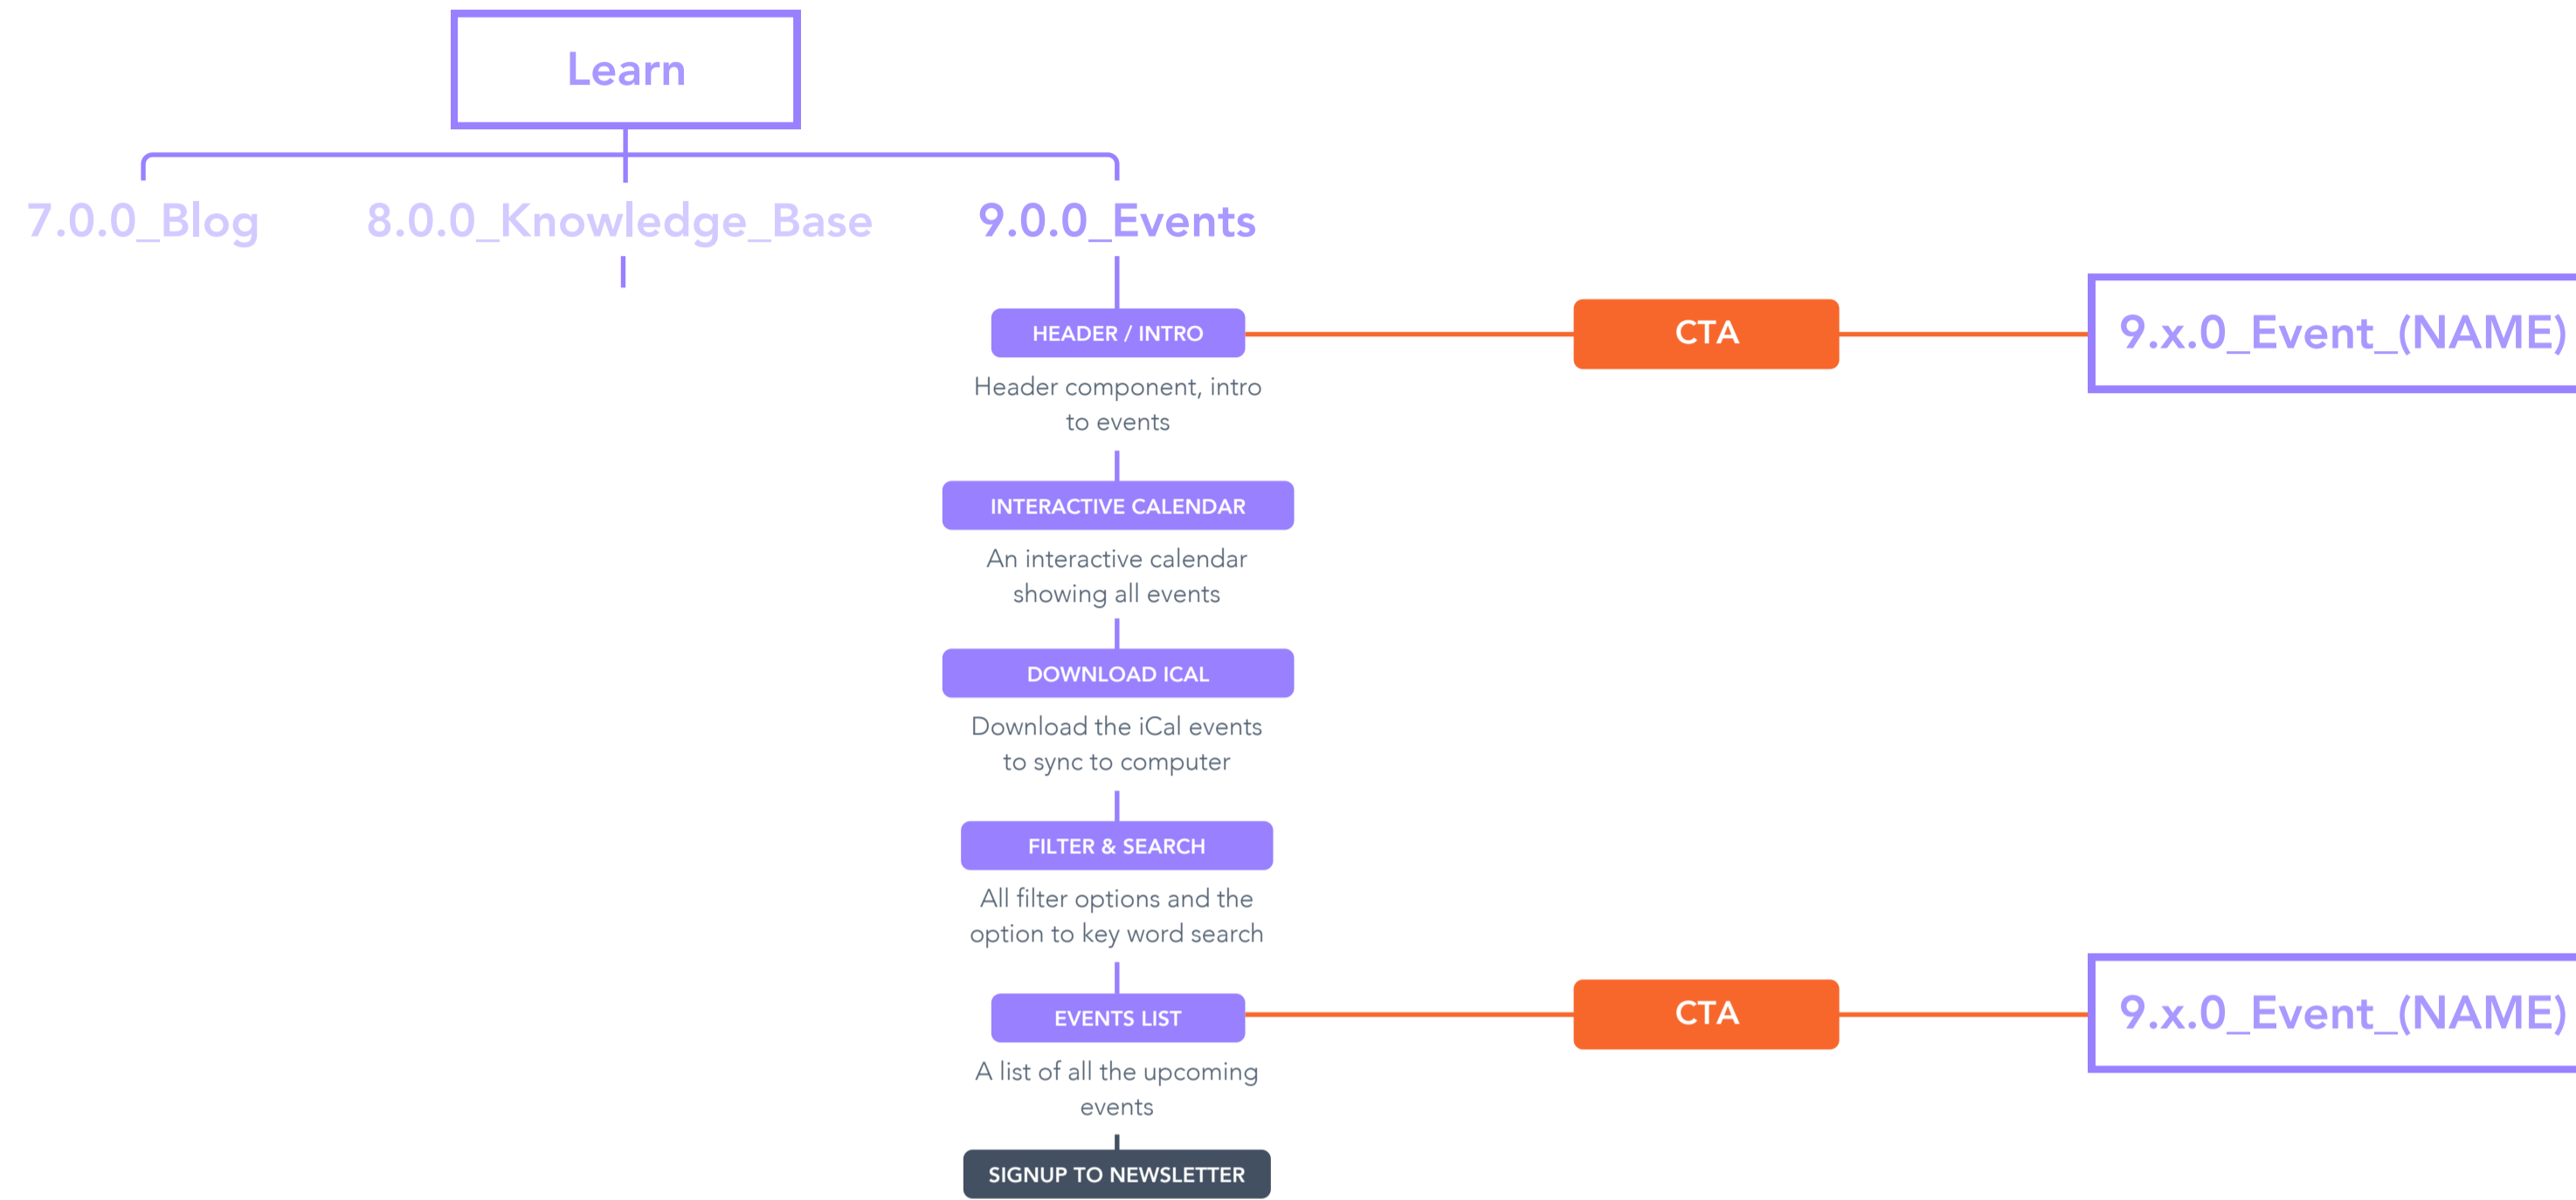 Learn
7.0.0_Blog
8.0.0_Knowledge_Base
9.0.0_Events
HEADER / INTRO
CTA
9.x.0_Event_(NAME)
Header component, intro
to events
INTERACTIVE CALENDAR
An interactive calendar
showing all events
DOWNLOAD ICAL
Download the iCal events
to sync to computer
FILTER & SEARCH
All filter options and the
option to key word search
EVENTS LIST
CTA
9.x.0_Event_(NAME)
A list of all the upcoming
events
SIGNUP TO NEWSLETTER